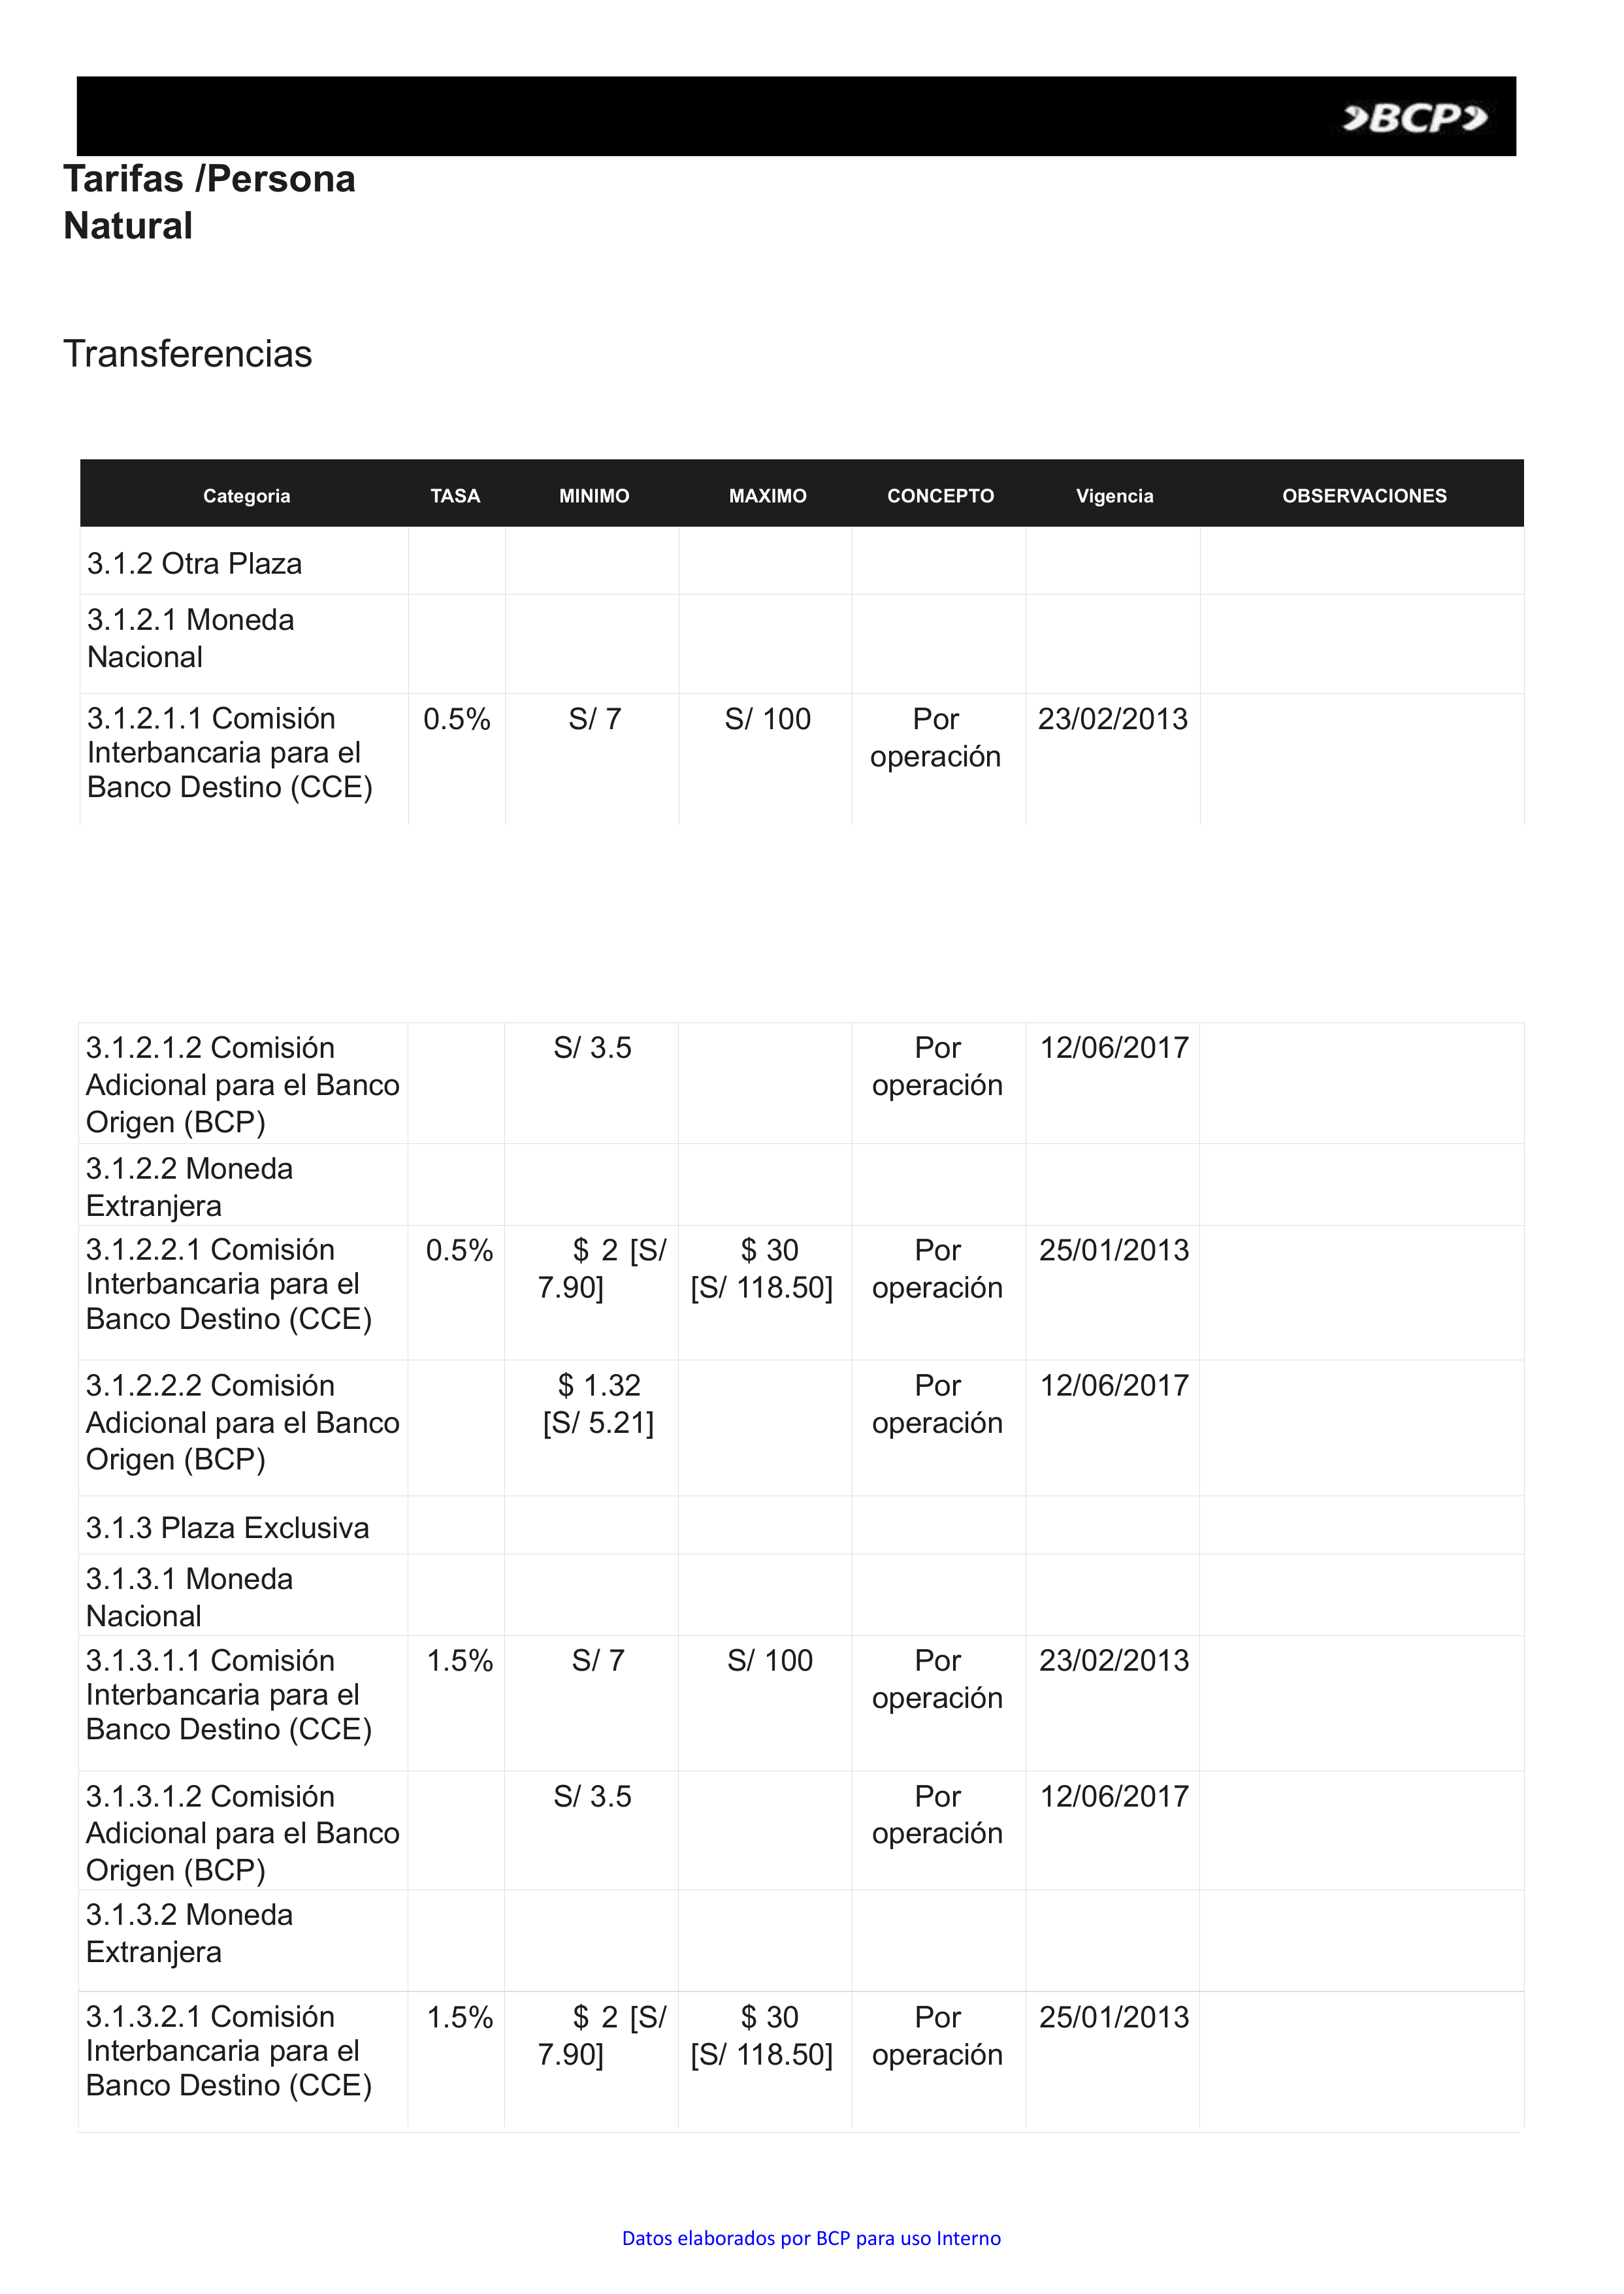 BCP
Tarifas /Persona
Natural
Transferencias
Categoria TASA MINIMO MAXIMO CONCEPTO Vigencia OBSERVACIONES
3.1.2 Otra Plaza
3.1.2.1 Moneda
Nacional
3.1.2.1.1 Comisión 0.5% S/ 7 S/ 100 Por 23/02/2013
Interbancaria para el operación
Banco Destino (CCE)
3.1.2.1.2 Comisión S/ 3.5 Por 12/06/2017
Adicional para el Banco operación
Origen (BCP)
3.1.2.2 Moneda
Extranjera
3.1.2.2.1 Comisión 0.5% $ 2 [S/ $ 30 Por 25/01/2013
Interbancaria para el 7.90] [S/ 118.50] operación
Banco Destino (CCE)
3.1.2.2.2 Comisión $ 1.32 Por 12/06/2017
Adicional para el Banco [S/ 5.21] operación
Origen (BCP)
3.1.3 Plaza Exclusiva
3.1.3.1 Moneda
Nacional
3.1.3.1.1 Comisión 1.5% S/ 7 S/ 100 Por 23/02/2013
Interbancaria para el operación
Banco Destino (CCE)
3.1.3.1.2 Comisión S/ 3.5 Por 12/06/2017
Adicional para el Banco operación
Origen (BCP)
3.1.3.2 Moneda
Extranjera
3.1.3.2.1 Comisión 1.5% $ 2 [S/ $ 30 Por 25/01/2013
Interbancaria para el 7.90] [S/ 118.50] operación
Banco Destino (CCE)
Datos elaborados por BCP para uso Interno